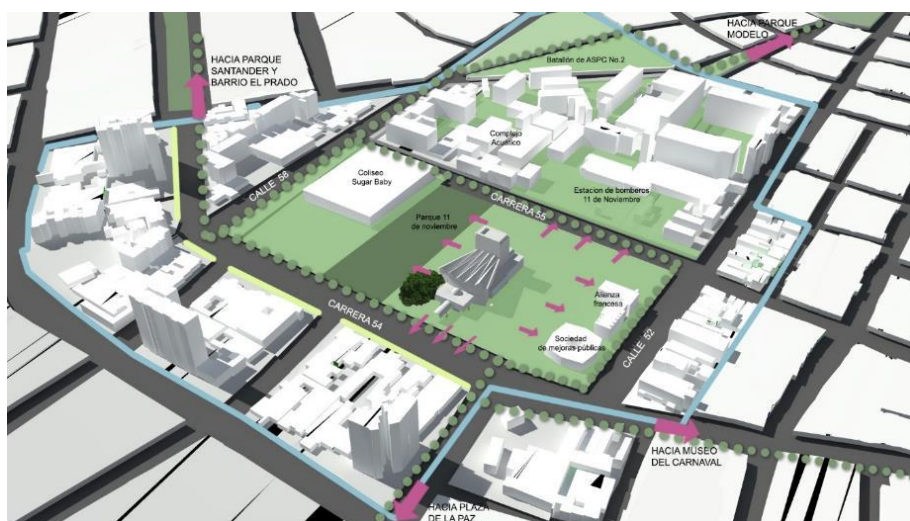 HACIA PARQUE
MODELO
HACIA PARQUE
SANTANDER Y
BARRIO EL PRADO
Batallón de ASPC No.2
Complejo
Acuático
CALLE 58
Coliseo
Sugar Baby
Estacion de bomberos
11 de Noviembre
CARRERA 55
Parque 11
de noviembre
Alianza
francesa
CARRERA 54
Sociedad
de mejoras públicas
CALLE 52
HACIA MUSEO
DEL CARNAVAL
HACIA PLAZA
DE LA PAZ